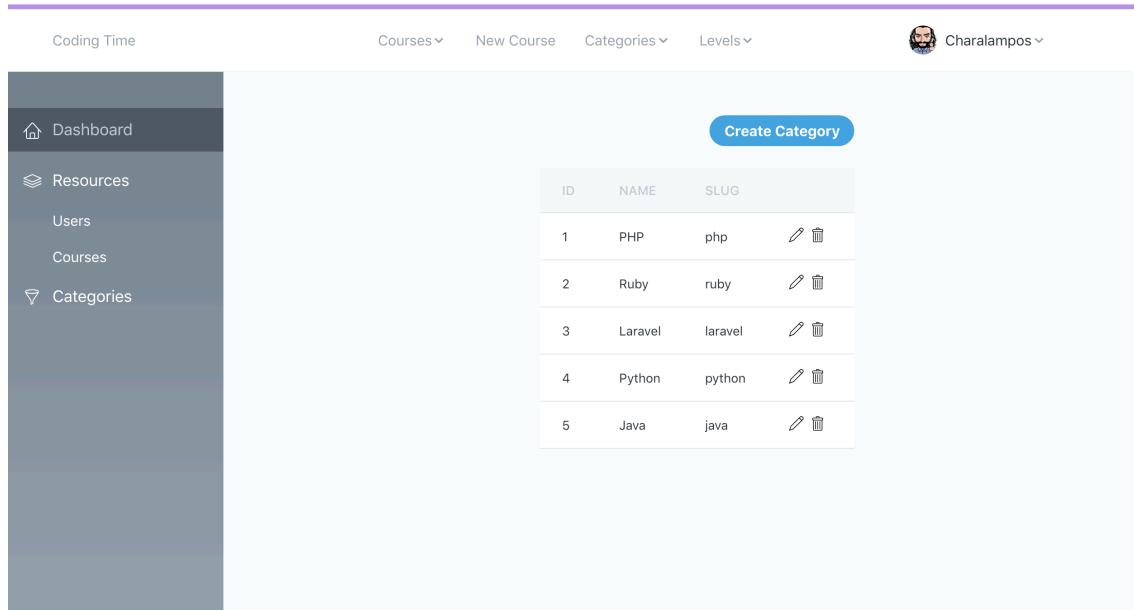 Coding Time
Courses
New Course
Categories
Levels
Charalampos
Dashboard
Resources
Users
Courses
Categories
Create Category
ID NAME SLUG
1 PHP php
2 Ruby ruby
3 Laravel laravel
4 Python python
5 Java java